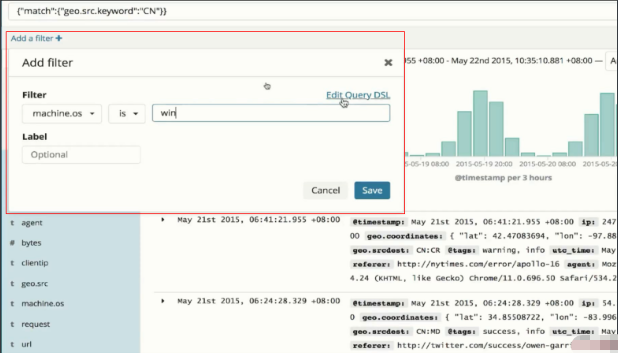 {"match":{"geo.src.keyword":"CN"}}
Add a filter +
Add filter
955 +08:00 - May 22nd 2015, 10:35:10.881 +08:00 —
Filter
Edit Query DSL
machine.os
is
win
Label
Optional
-05-19 08:00 2015-05-19 20:00 2015-05-20 08:00 2015-05-20
@timestamp per 3 hours
Cancel
Save
t agent
# bytes
t clientip
t geo.src
t machine.os
t request
t url
May 21st 2015, 06:41:21.955 +08:00
@timestamp: May 21st 2015, 06:41:21.955 +08:00 ip: 247
00 geo.coordinates: { "lat": 42.47083694, "lon": -97.88
geo.srcdest: CN:CR @tags: warning, info utc_time: May
referer: http://nytimes.com/error/apollo-16 agent: Moz
4.24 (KHTML, like Gecko) Chrome/11.0.696.50 Safari/534.2
May 21st 2015, 06:24:28.329 +08:00
@timestamp: May 21st 2015, 06:24:28.329 +08:00 ip: 54.
0 geo.coordinates: { "lat": 34.85508722, "lon": -83.996
geo.srcdest: CN:MD @tags: success, info utc_time: May
referer: http://twitter.com/success/owen-garr